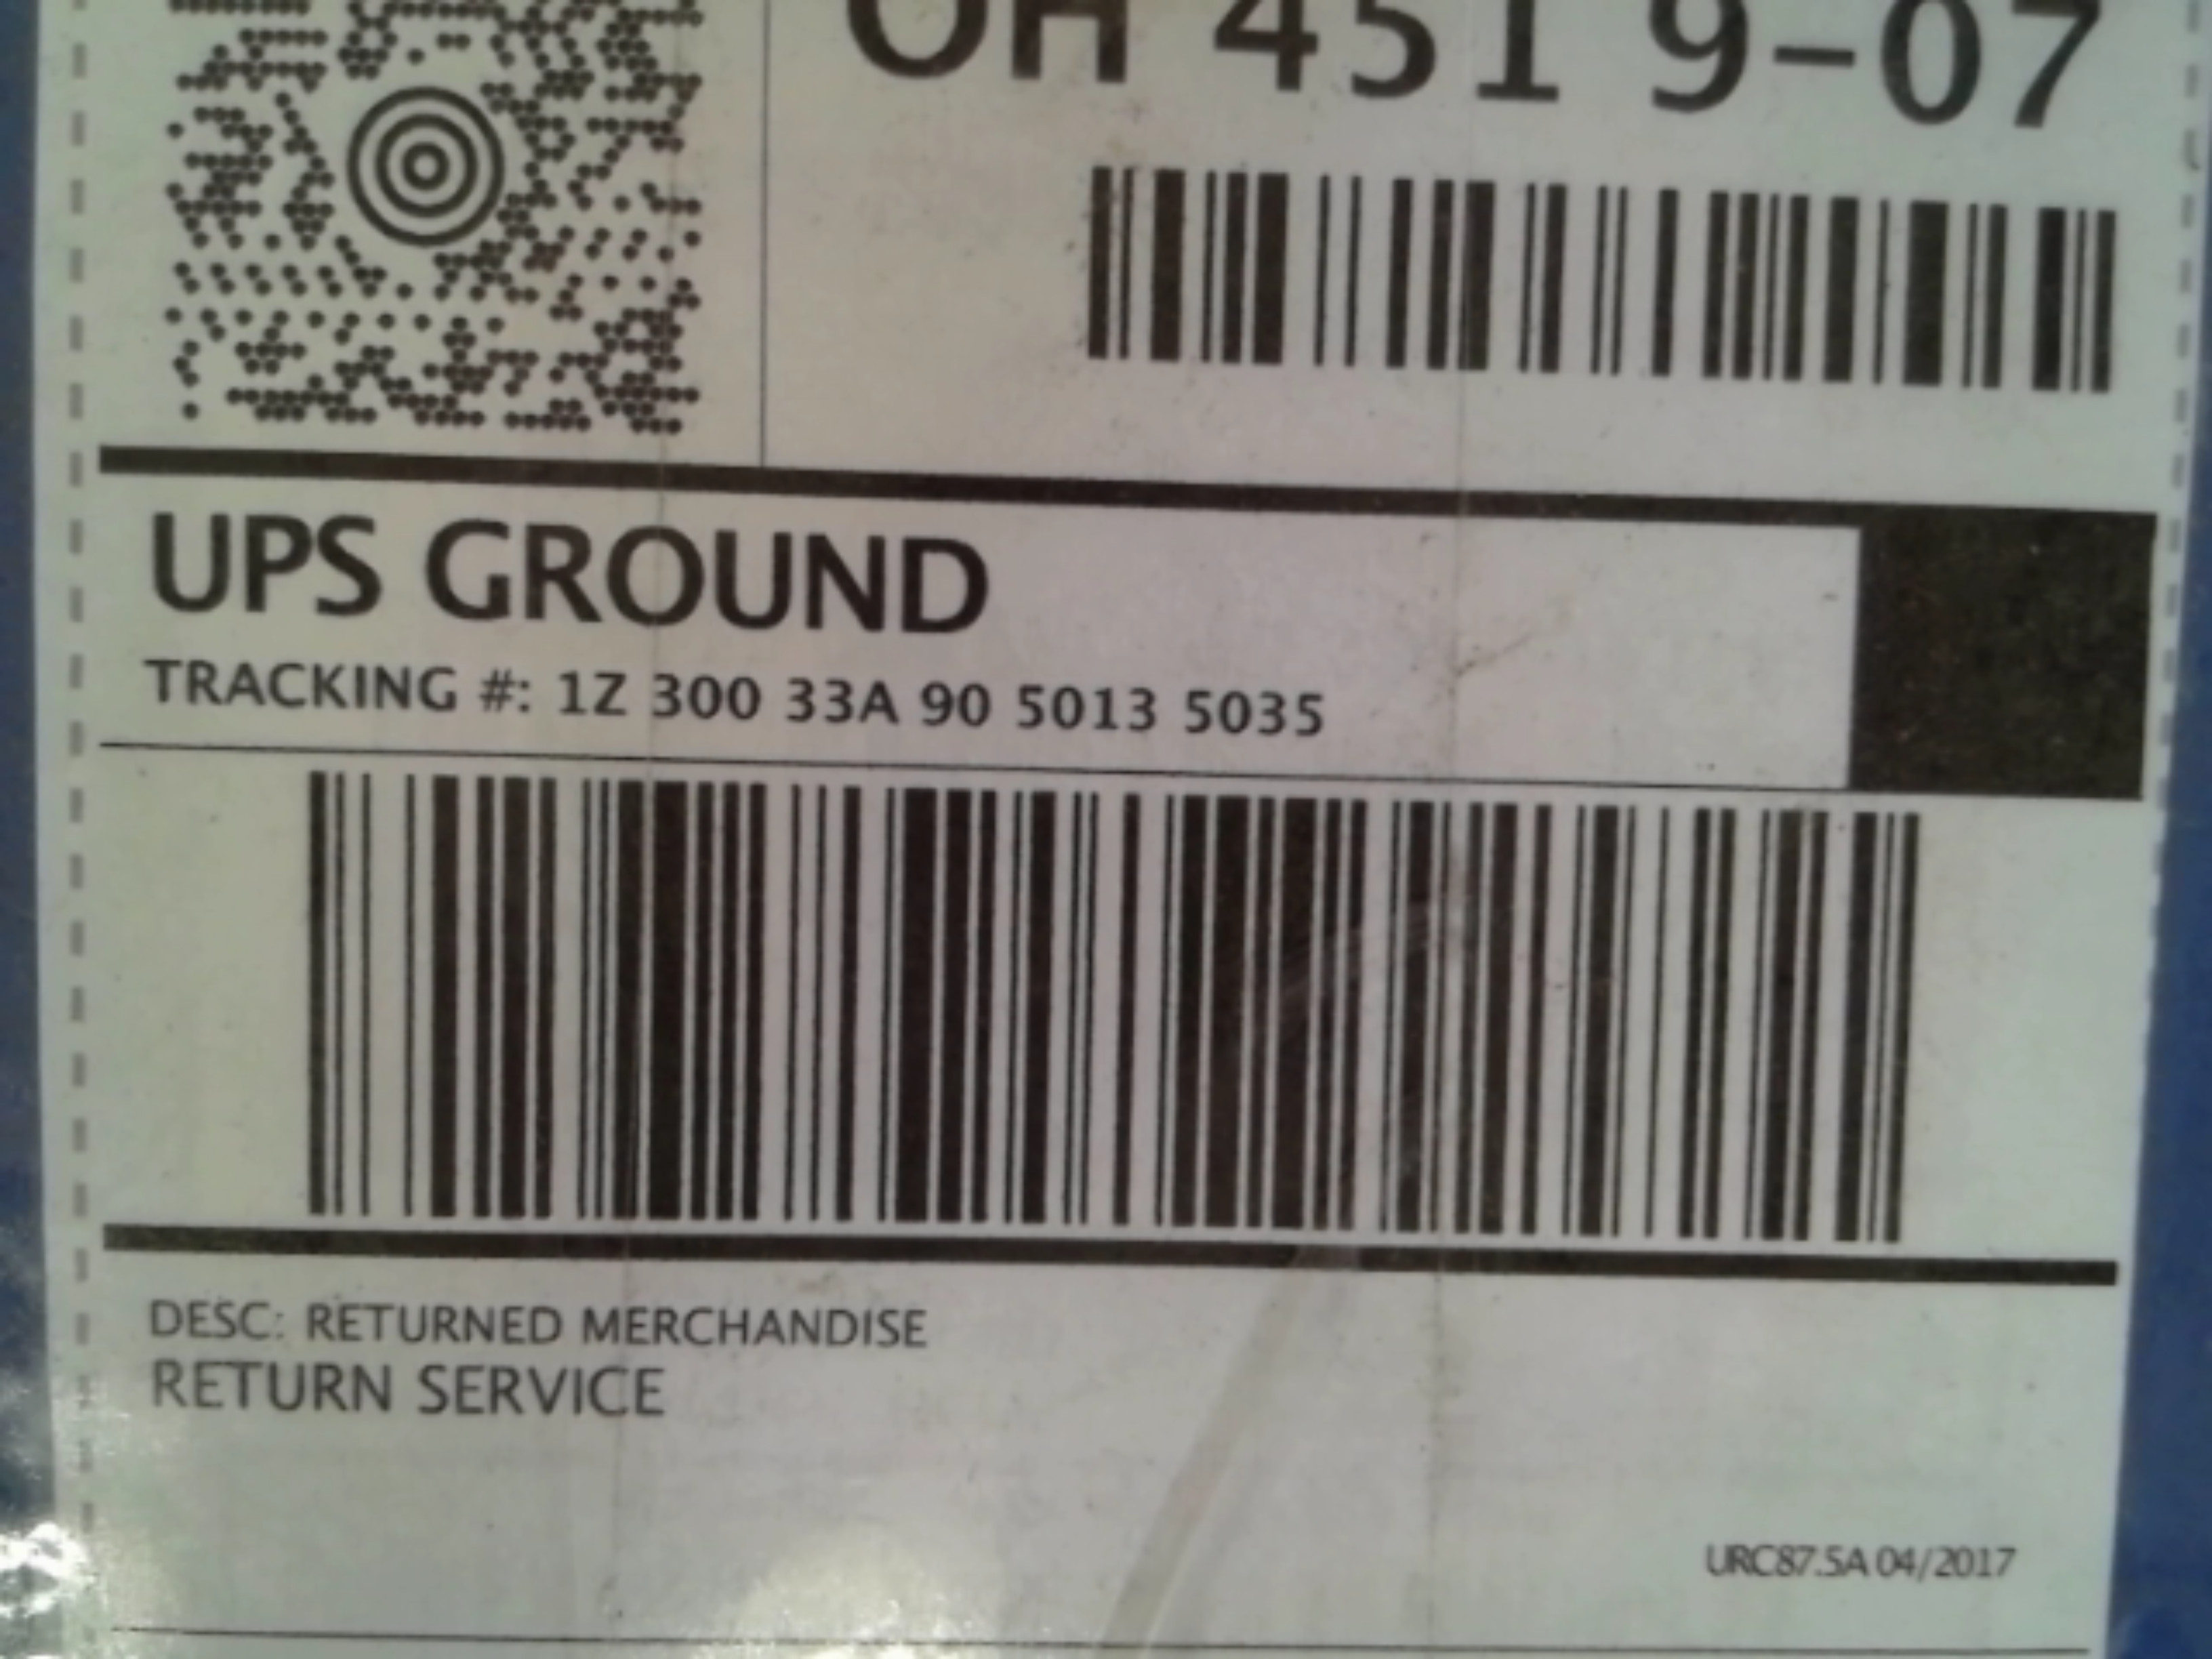 OH 451 9-07
UPS GROUND
TRACKING #: 1Z 300 33A 90 5013 5035
DESC: RETURNED MERCHANDISE
RETURN SERVICE
URC87.5A 04/2017